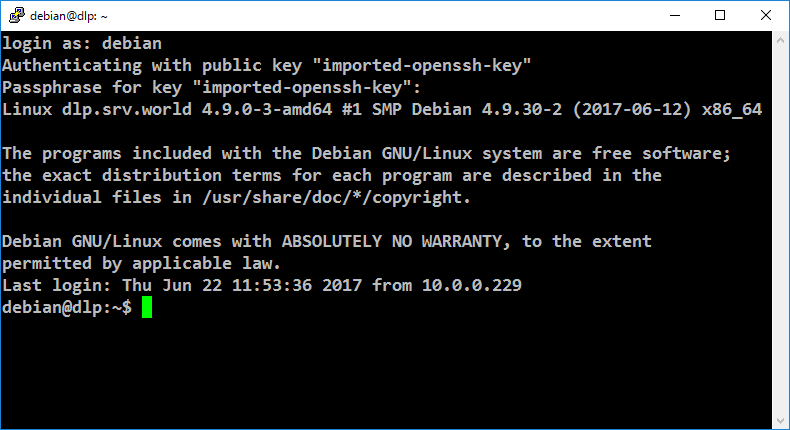 debian@dlp: ~
login as: debian
Authenticating with public key "imported-openssh-key"
Passphrase for key "imported-openssh-key":
Linux dlp.srv.world 4.9.0-3-amd64 #1 SMP Debian 4.9.30-2 (2017-06-12) x86_64
The programs included with the Debian GNU/Linux system are free software;
the exact distribution terms for each program are described in the
individual files in /usr/share/doc/*/copyright.
Debian GNU/Linux comes with ABSOLUTELY NO WARRANTY, to the extent
permitted by applicable law.
Last login: Thu Jun 22 11:53:36 2017 from 10.0.0.229
debian@dlp:~$